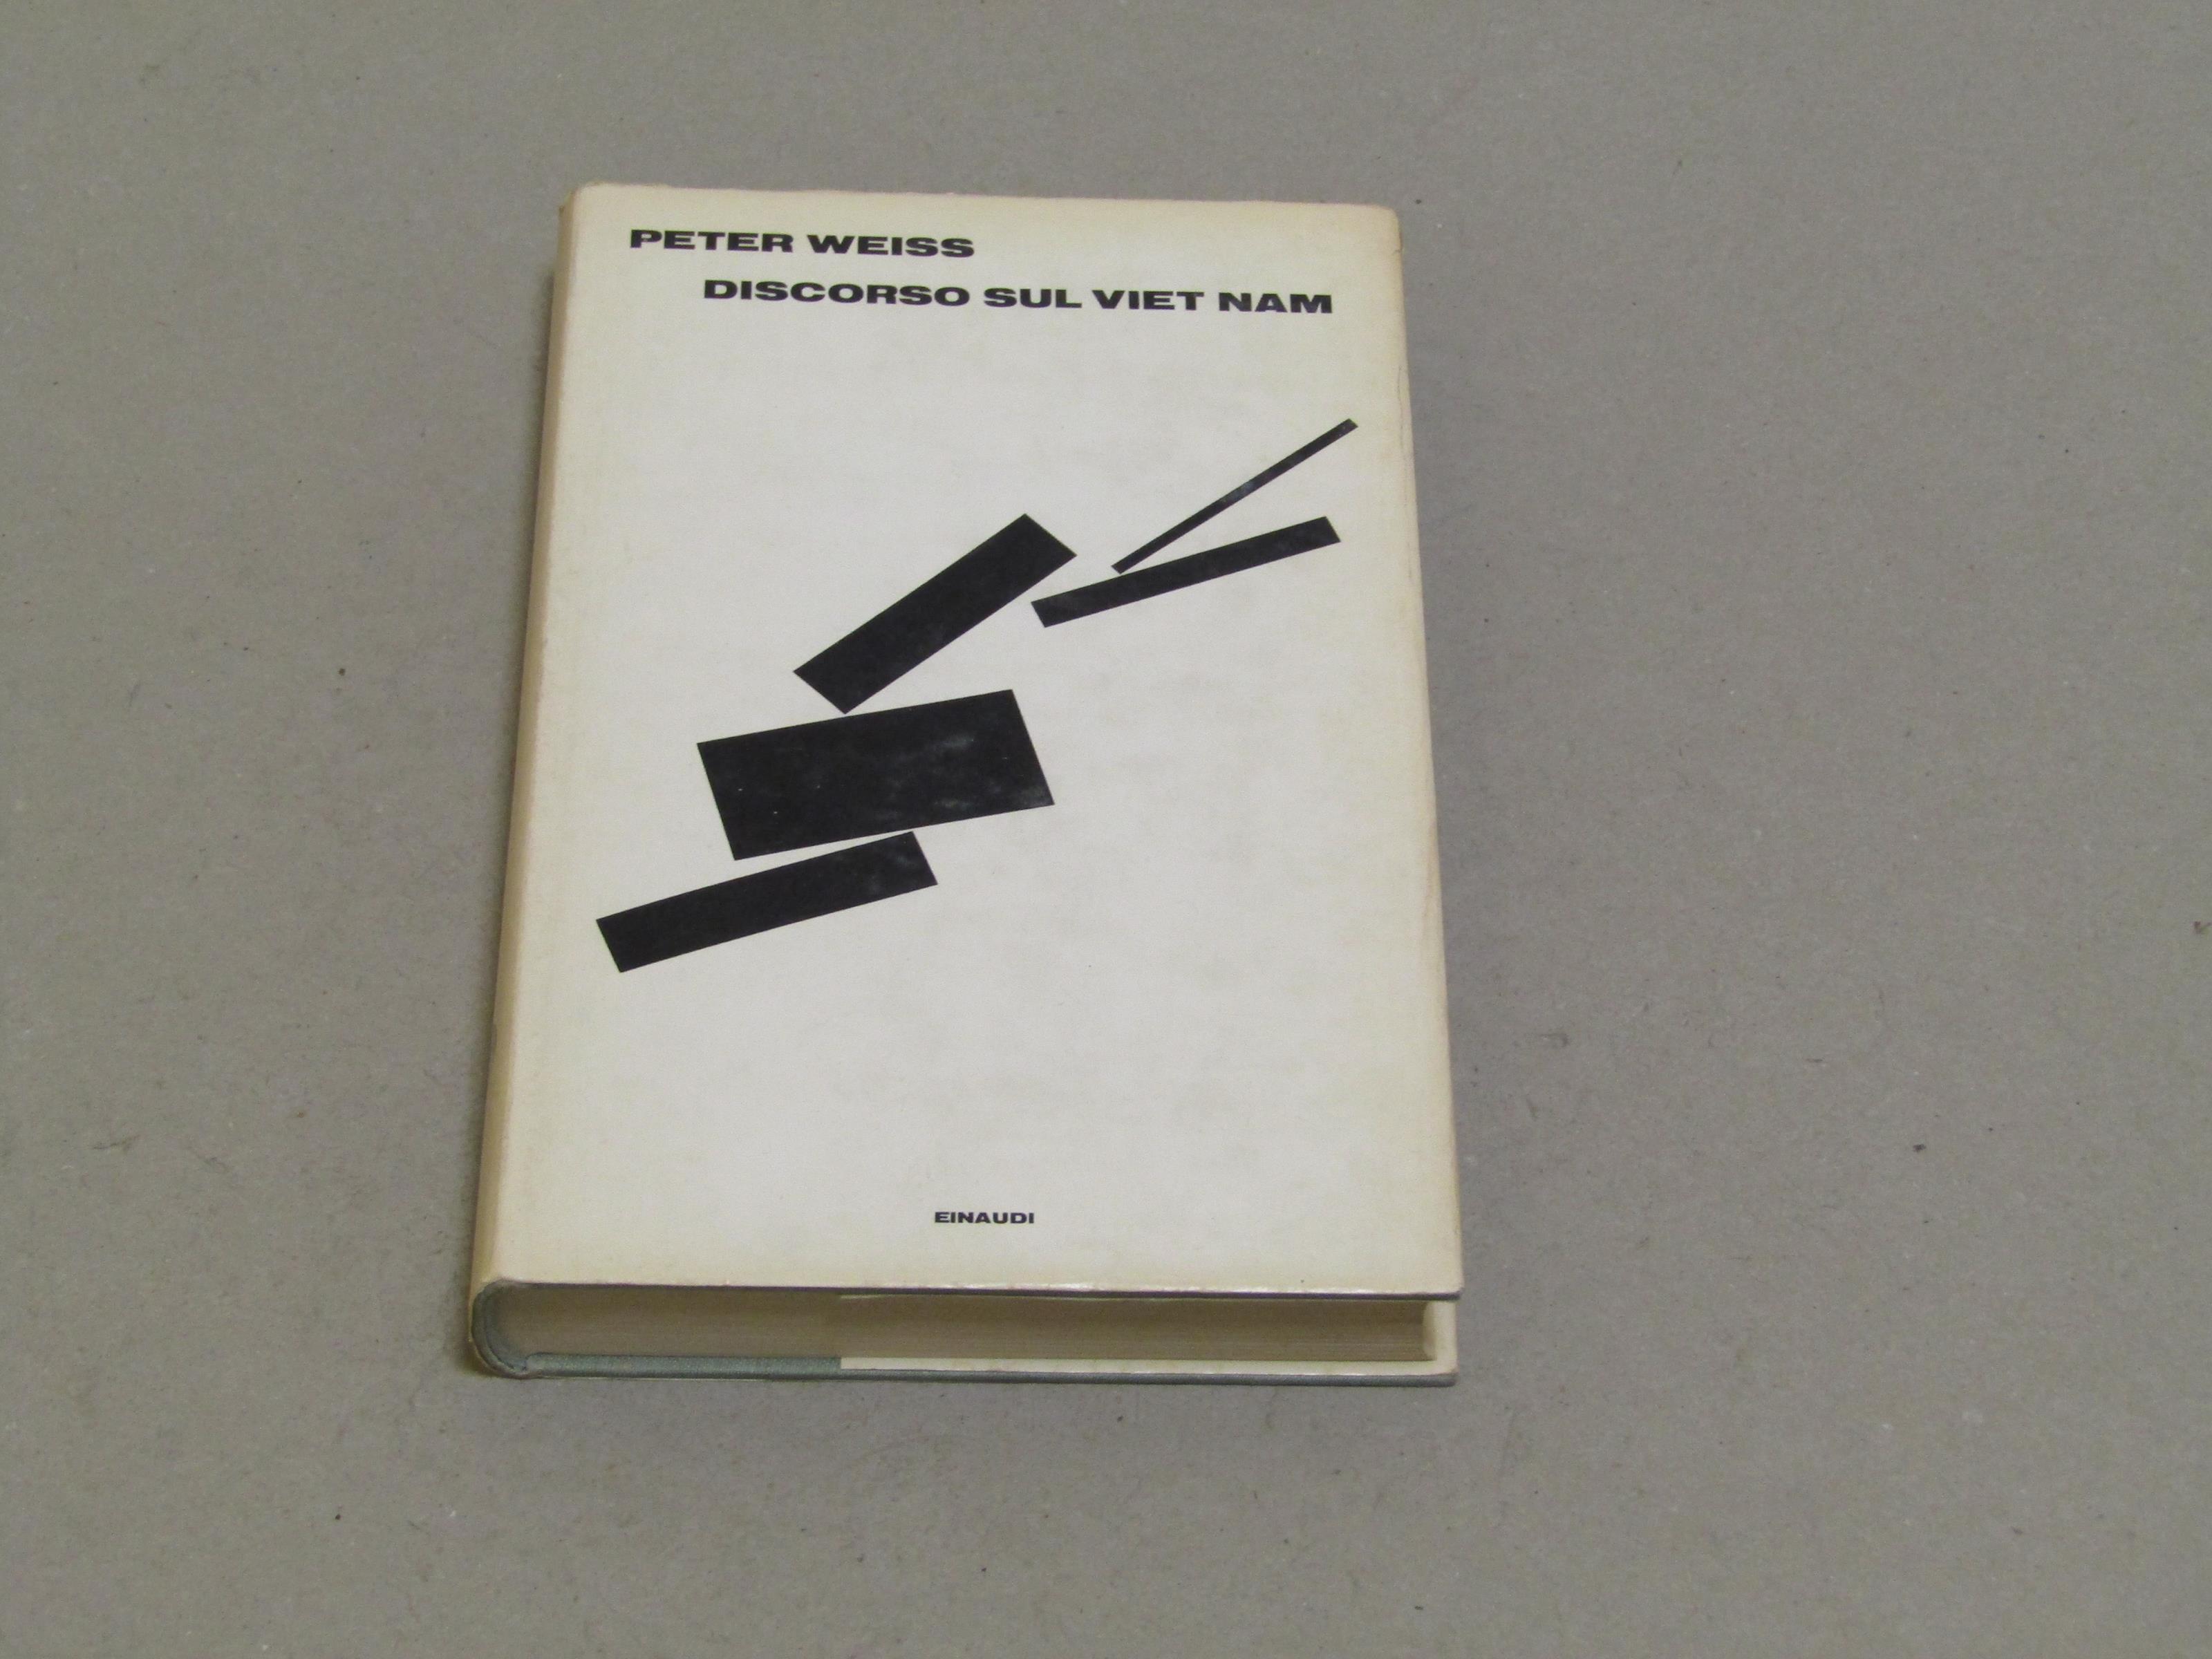 PETER WEISS
DISCORSO SUL VIET NAM
EINAUDI